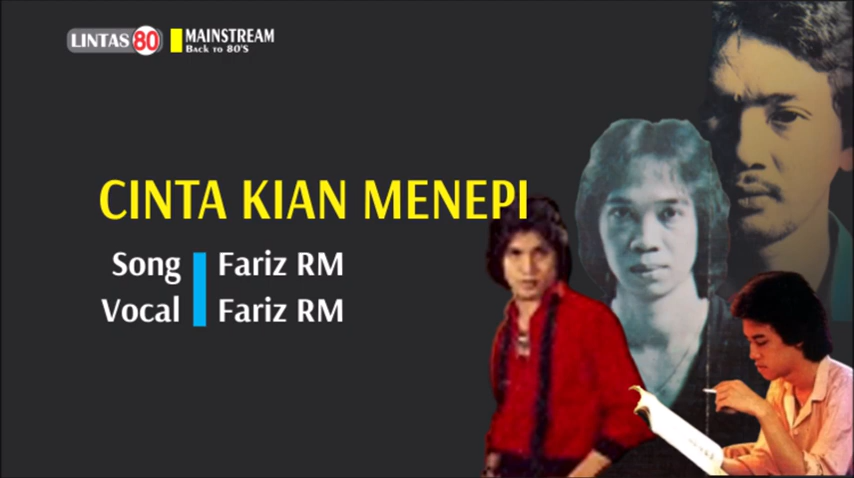 LINTAS 80 MAINSTREAM
BACK TO 80'S
CINTA KIAN MENEPI
Song Fariz RM
Vocal Fariz RM